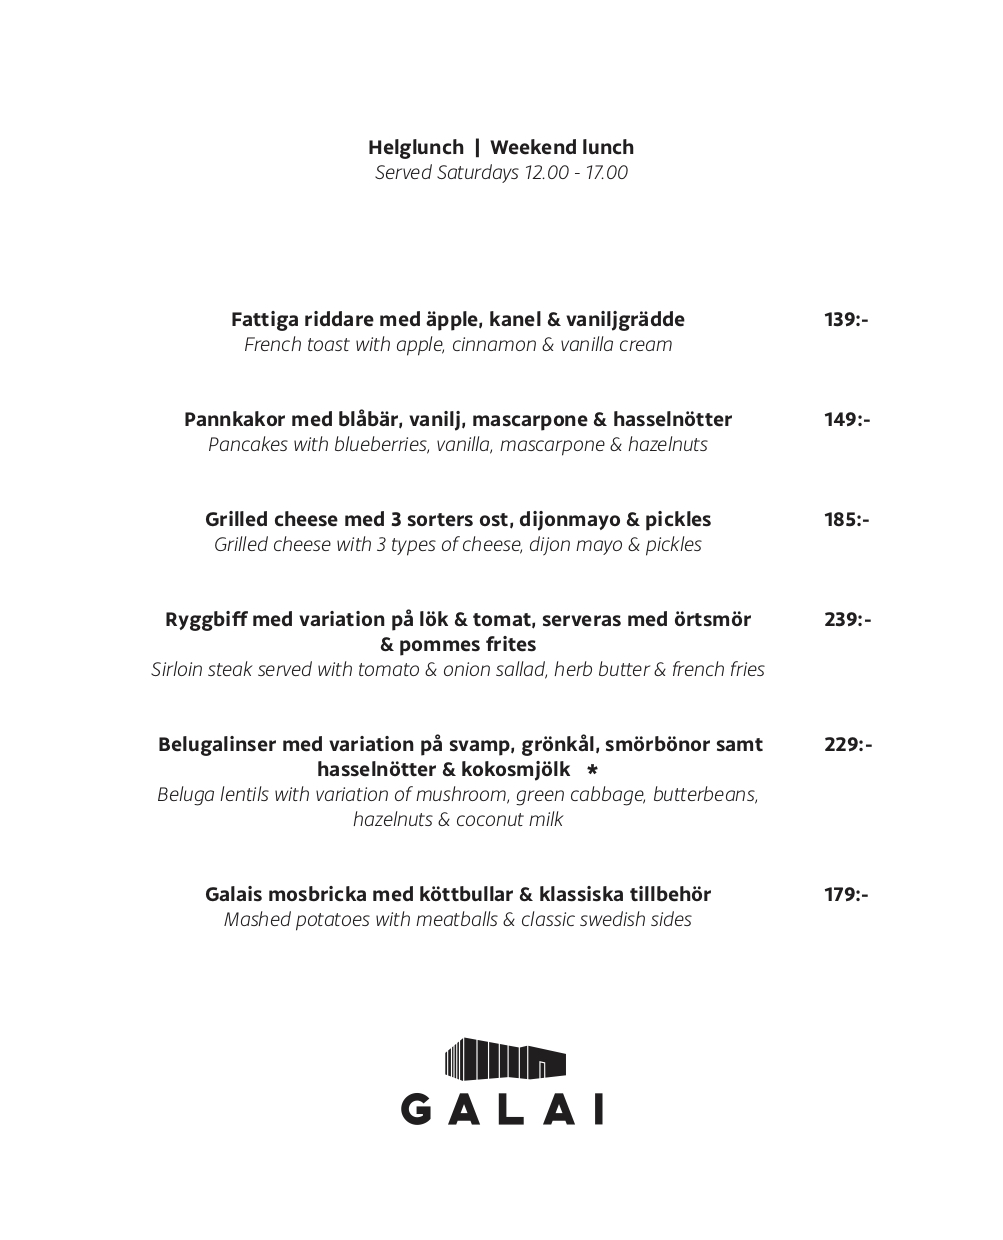 Helglunch | Weekend lunch
Served Saturdays 12.00 - 17.00
Fattiga riddare med äpple, kanel & vaniljgrädde 139:-
French toast with apple, cinnamon & vanilla cream
Pannkakor med blåbär, vanilj, mascarpone & hasselnötter 149:-
Pancakes with blueberries, vanilla, mascarpone & hazelnuts
Grilled cheese med 3 sorters ost, dijonmayo & pickles 185:-
Grilled cheese with 3 types of cheese, dijon mayo & pickles
Ryggbiff med variation på lök & tomat, serveras med örtsmör 239:-
& pommes frites
Sirloin steak served with tomato & onion sallad, herb butter & french fries
Belugalinser med variation på svamp, grönkål, smörbönor samt 229:-
hasselnötter & kokosmjölk *
Beluga lentils with variation of mushroom, green cabbage, butterbeans,
hazelnuts & coconut milk
Galais mosbricka med köttbullar & klassiska tillbehör 179:-
Mashed potatoes with meatballs & classic swedish sides
GALAI